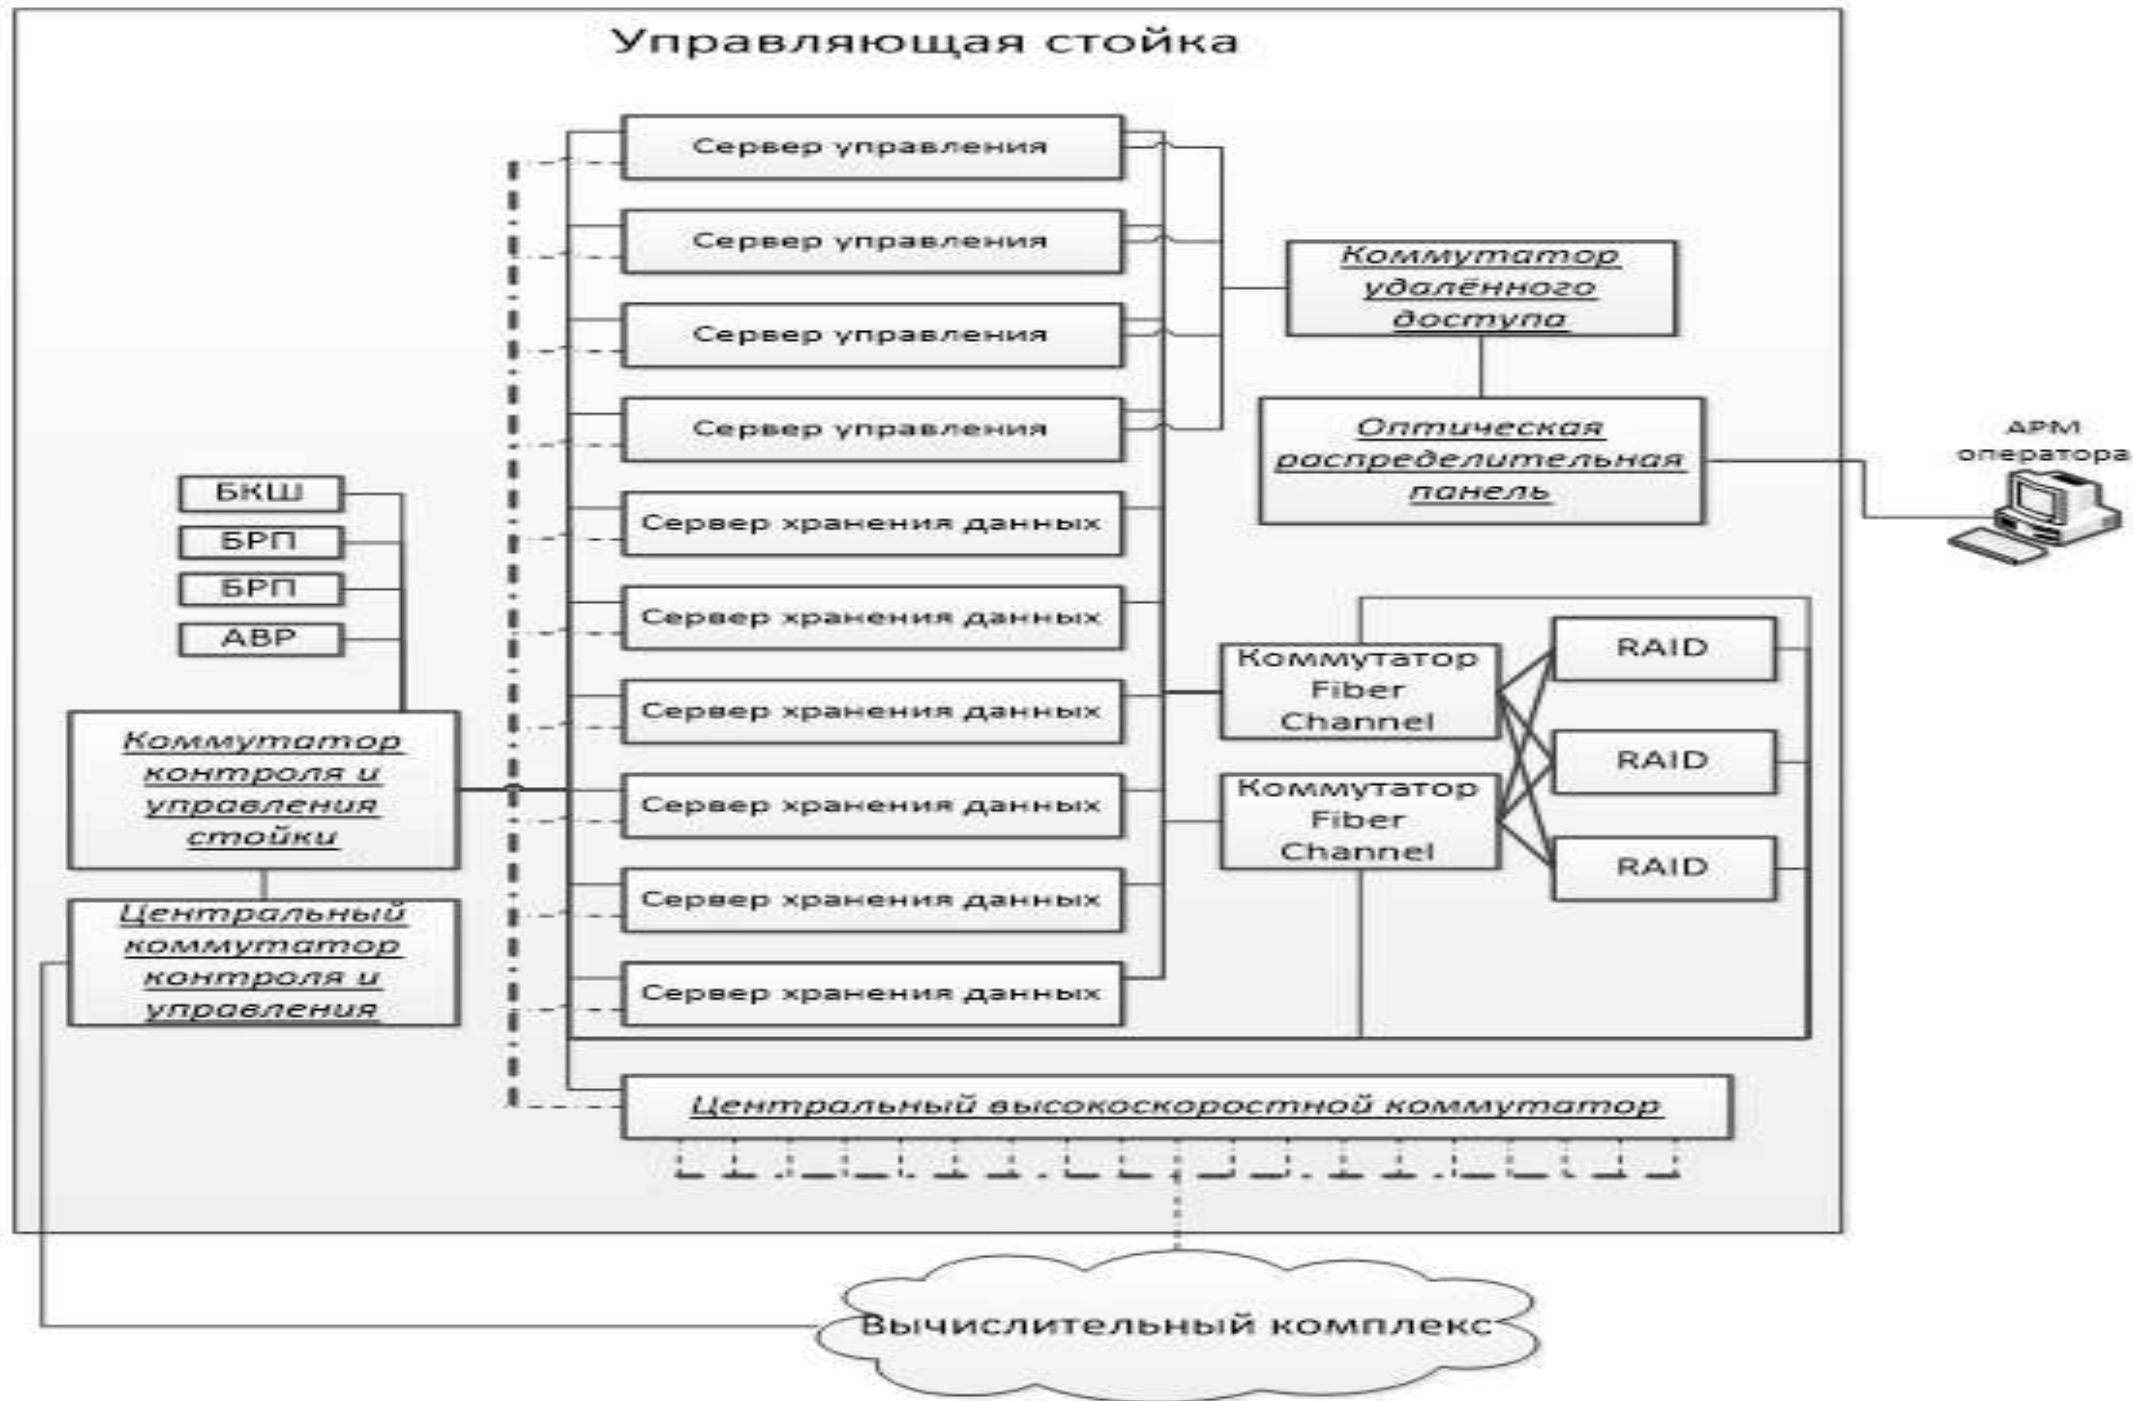 Управляющая стойка
Сервер управления
Сервер управления
Сервер управления
Сервер управления
Сервер хранения данных
Сервер хранения данных
Сервер хранения данных
Сервер хранения данных
Сервер хранения данных
Сервер хранения данных
Коммутатор
удалённого
доступа
Оптическая
распределительная
панель
АРМ
оператора
БКШ
БРП
БРП
АВР
Коммутатор
контроля и
управления
стойки
Центральный
коммутатор
контроля и
управления
Коммутатор
Fiber
Channel
Коммутатор
Fiber
Channel
RAID
RAID
RAID
Центральный высокоскоростной коммутатор
Вычислительный комплекс